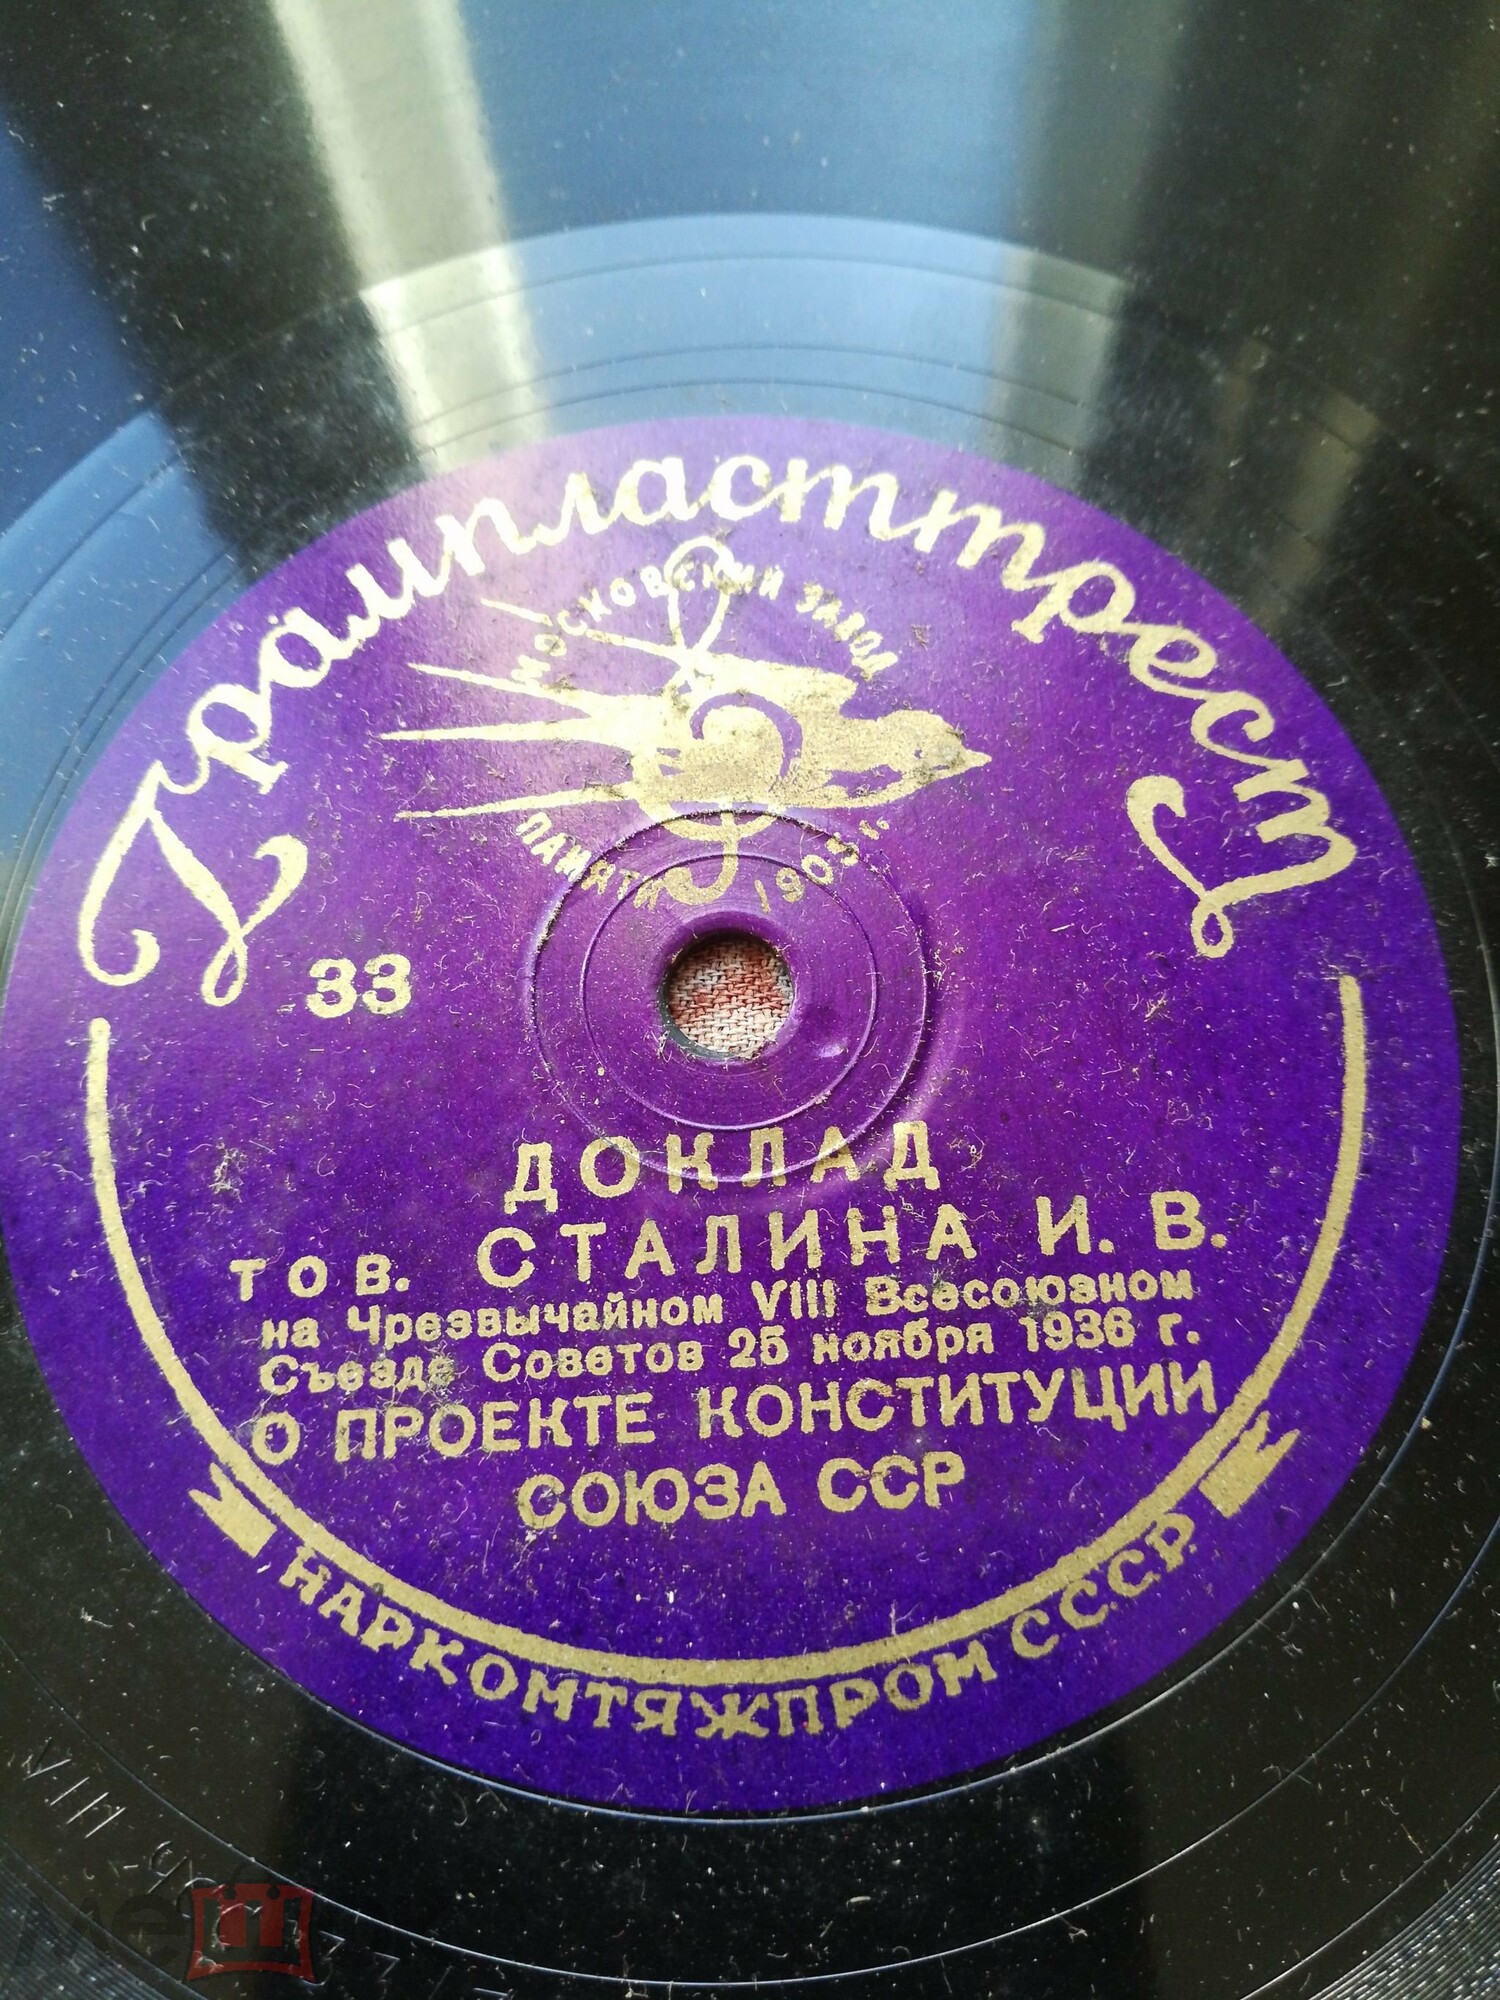 Грампласттрест
МОСКОВСКИЙ ЗАВОД
ПАМЯТИ 1905 г.
33
ДОКЛАД
тов. СТАЛИНА И. В.
на Чрезвычайном VIII Всесоюзном
Съезде Советов 25 ноября 1936 г.
О ПРОЕКТЕ КОНСТИТУЦИИ
СОЮЗА ССР
НАРКОМТЯЖПРОМ СССР.